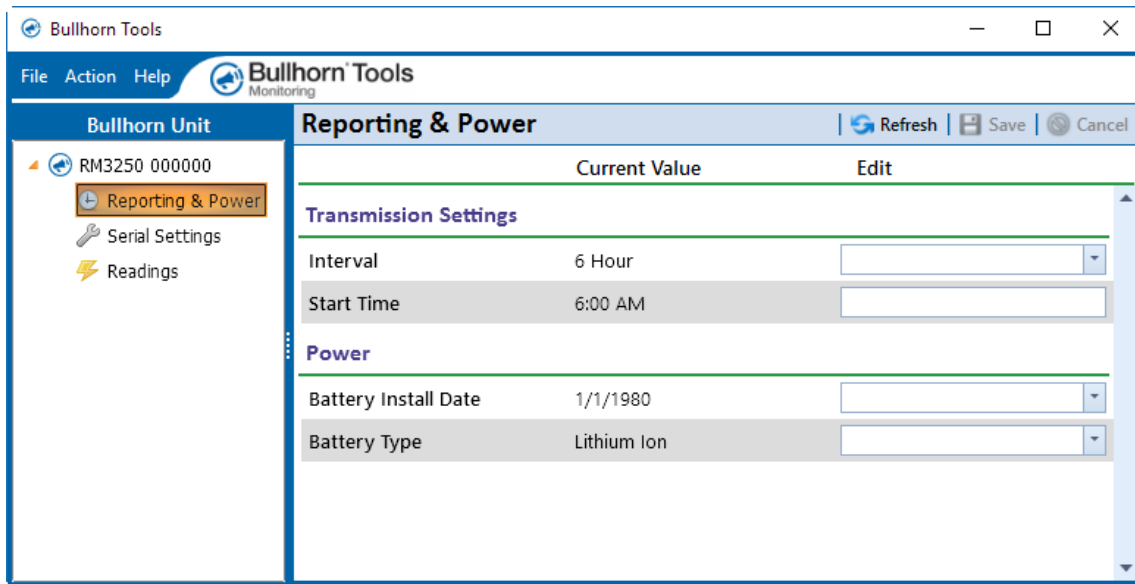 Bullhorn Tools
File Action Help
Bullhorn Tools
Monitoring
Bullhorn Unit
RM3250 000000
Reporting & Power
Serial Settings
Readings
Reporting & Power
Refresh Save Cancel
Current Value Edit
Transmission Settings
Interval 6 Hour
Start Time 6:00 AM
Power
Battery Install Date 1/1/1980
Battery Type Lithium Ion